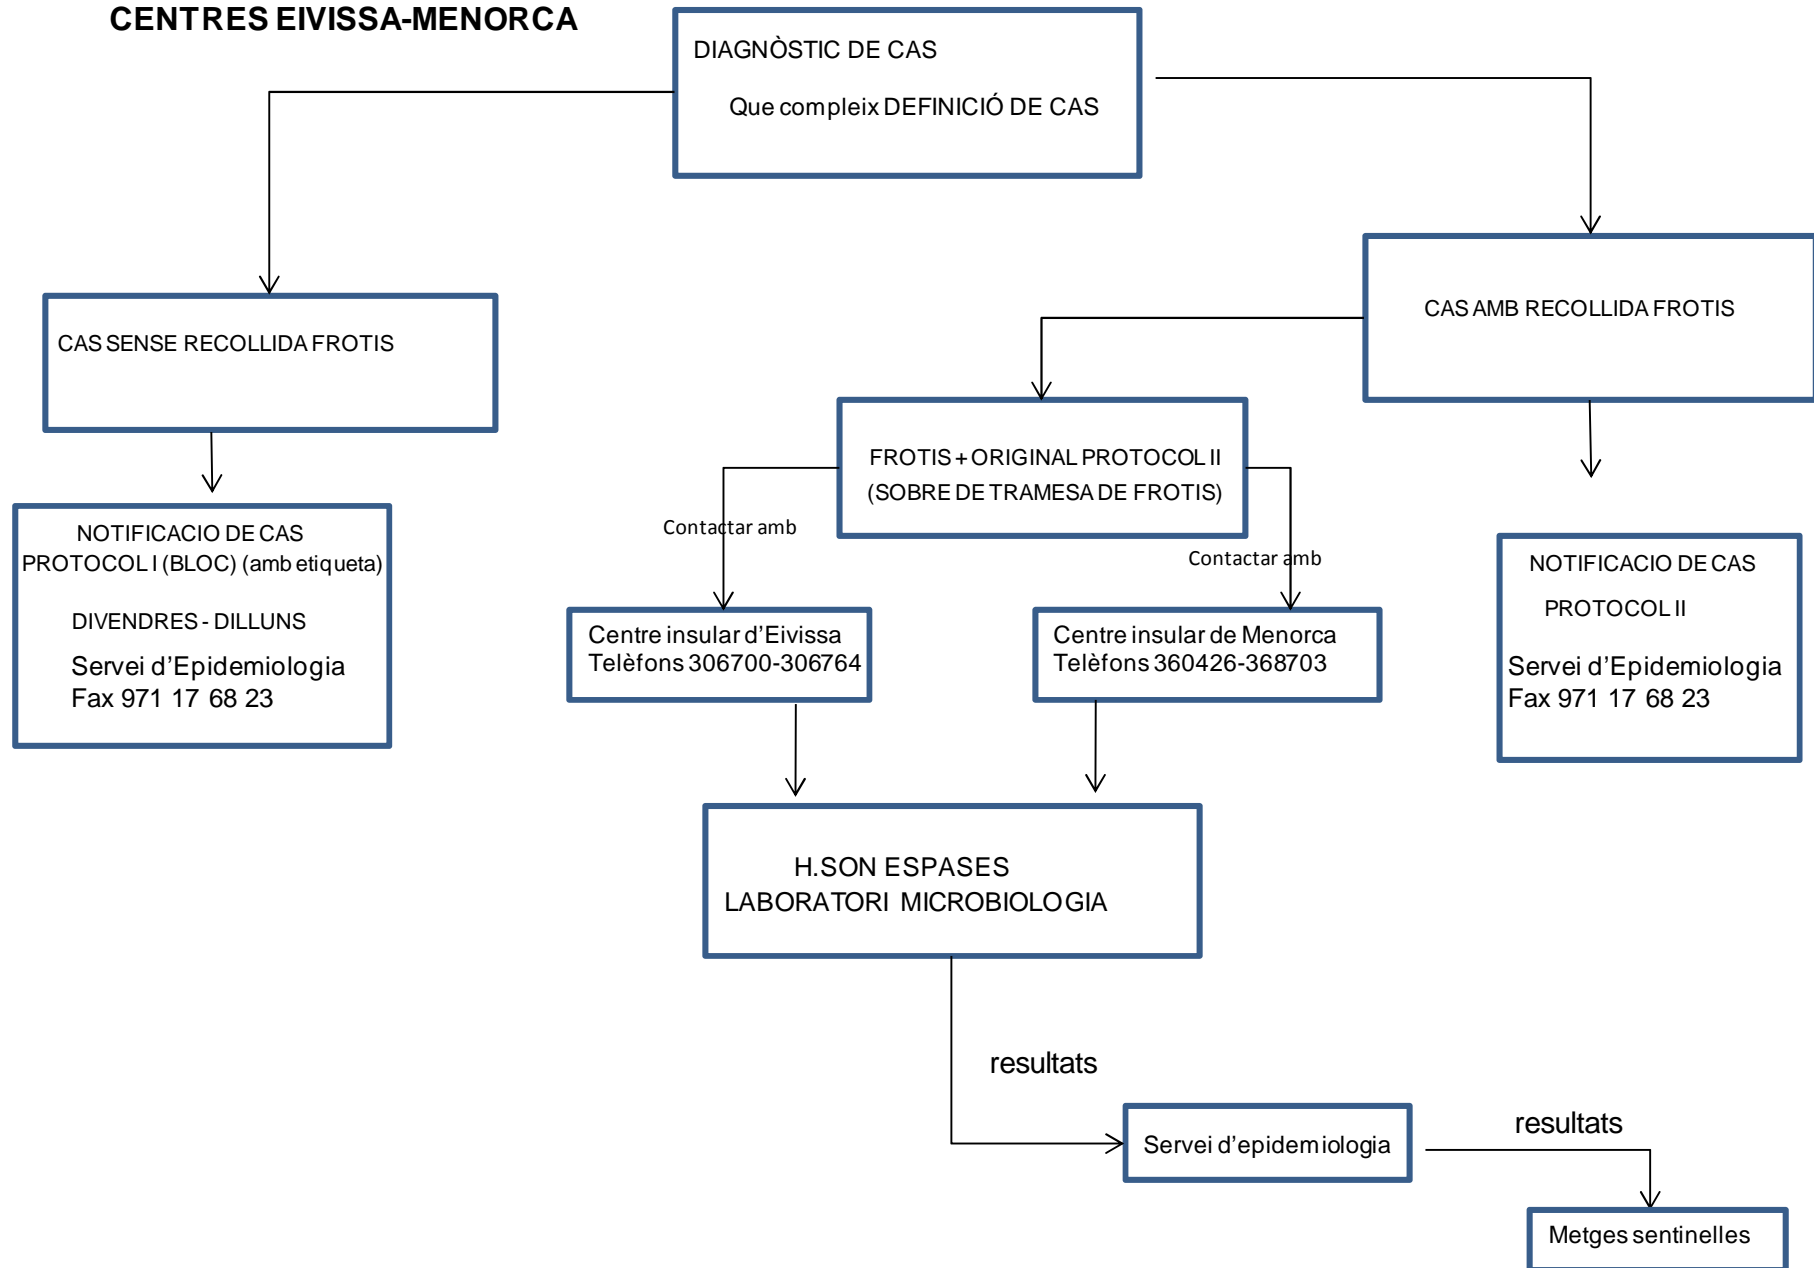 CENTRES EIVISSA-MENORCA
DIAGNÒSTIC DE CAS
Que compleix DEFINICIÓ DE CAS
CAS SENSE RECOLLIDA FROTIS
CAS AMB RECOLLIDA FROTIS
FROTIS + ORIGINAL PROTOCOL II
(SOBRE DE TRAMESA DE FROTIS)
NOTIFICACIO DE CAS
PROTOCOL I (BLOC) (amb etiqueta)
DIVENDRES - DILLUNS
Servei d'Epidemiologia
Fax 971 17 68 23
Contactar amb
Contactar amb
NOTIFICACIO DE CAS
PROTOCOL II
Servei d'Epidemiologia
Fax 971 17 68 23
Centre insular d'Eivissa
Telèfons 306700-306764
Centre insular de Menorca
Telèfons 360426-368703
H.SON ESPASES
LABORATORI MICROBIOLOGIA
resultats
Servei d'epidemiologia
resultats
Metges sentinelles